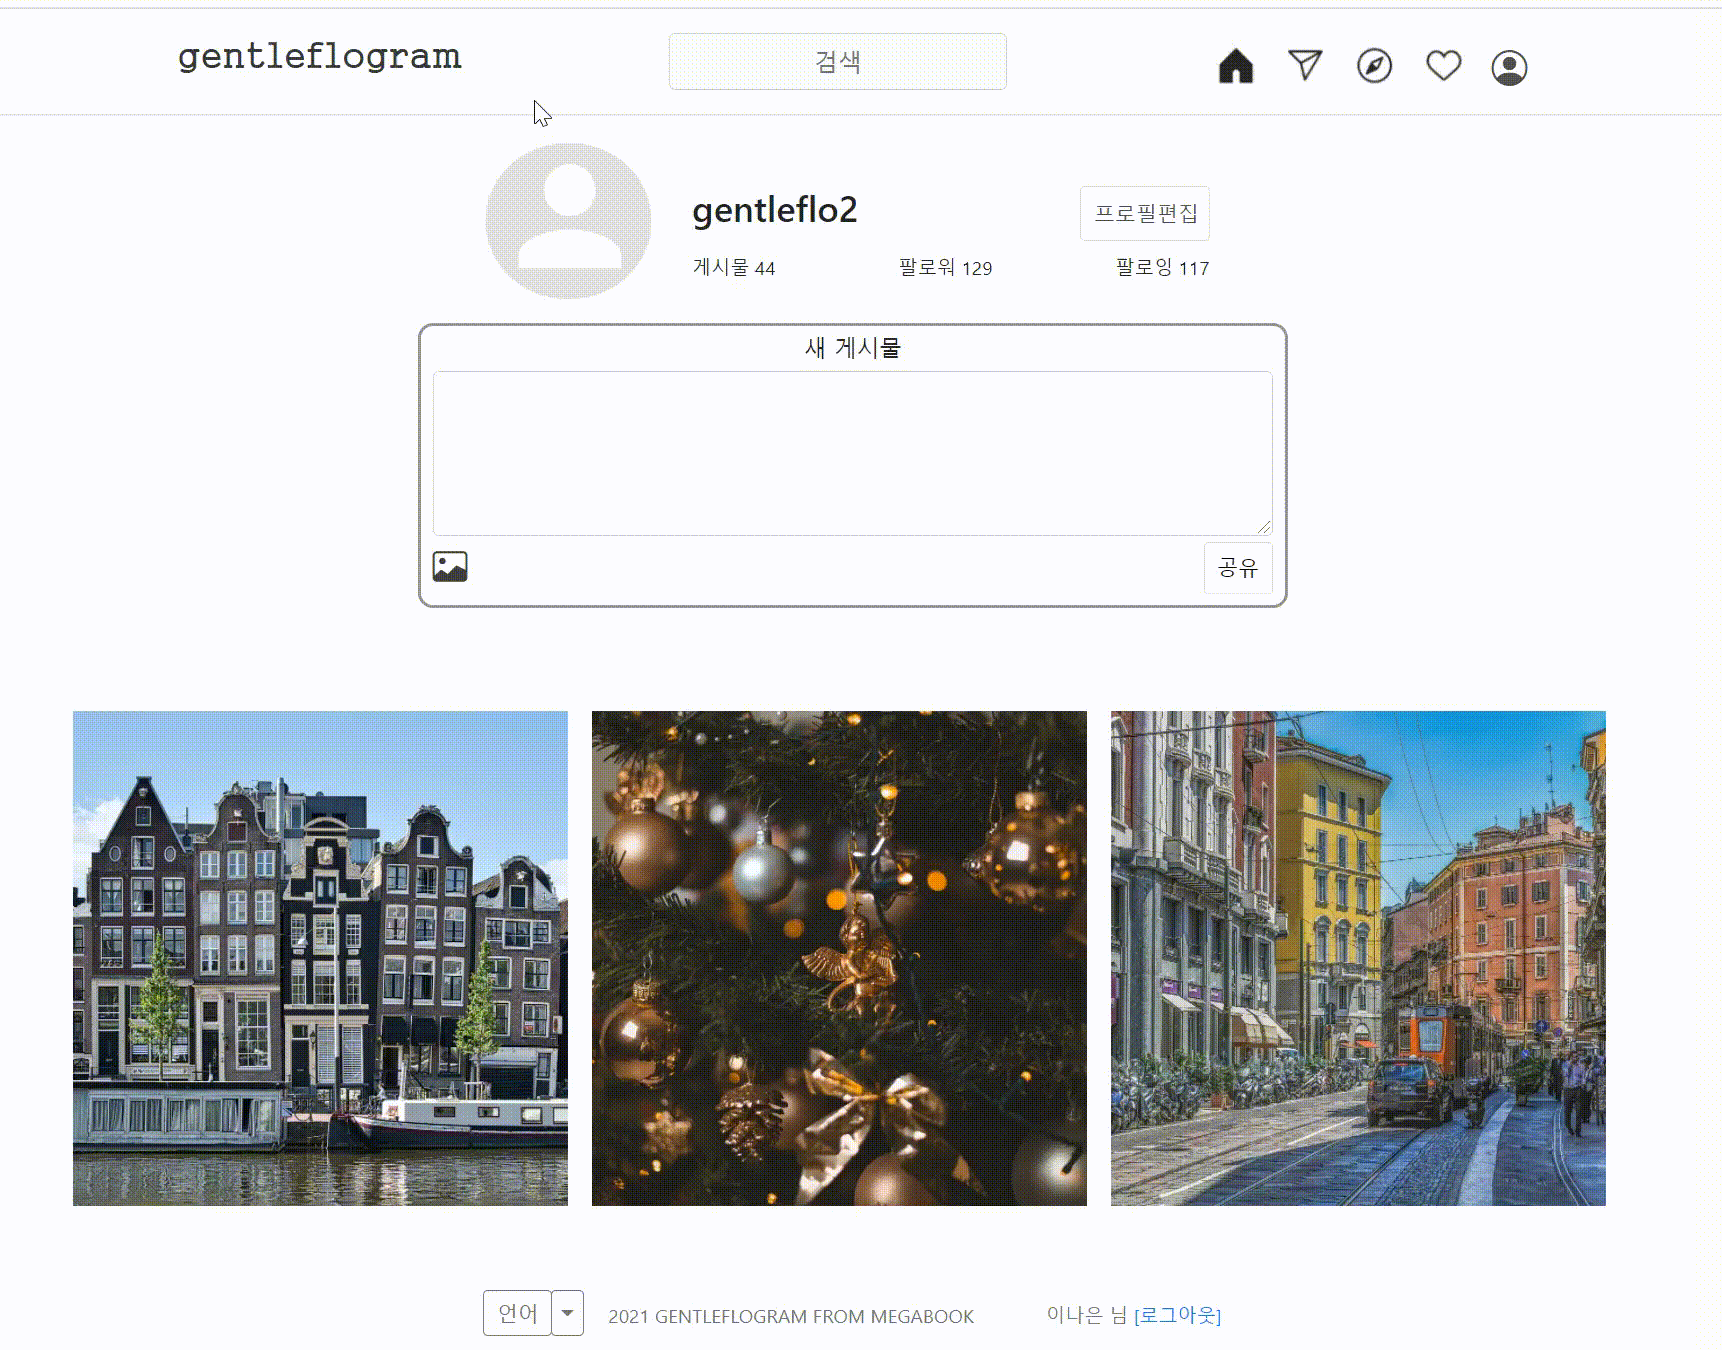 gentleflogram
검색
gentleflo2
프로필편집
게시물 44 팔로워 129 팔로잉 117
새 게시물
공유
언어 2021 GENTLEFLOGRAM FROM MEGABOOK 이나은 님 [로그아웃]